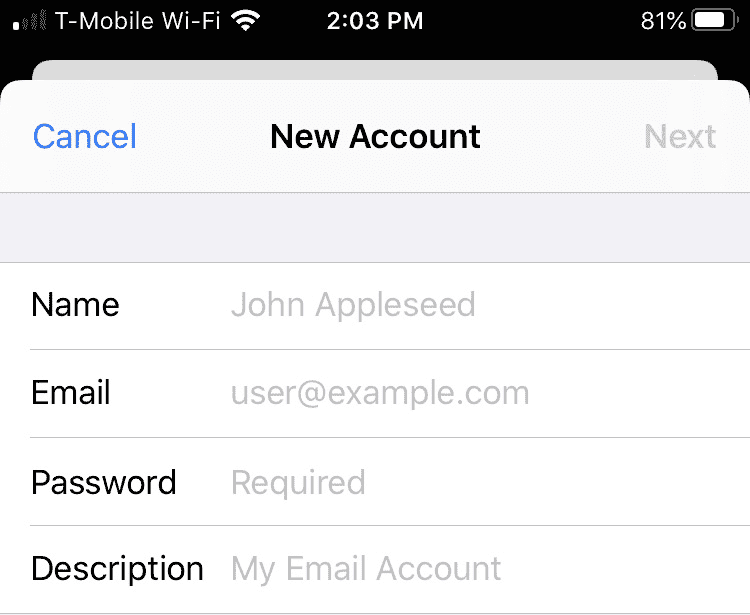 T-Mobile Wi-Fi 2:03 PM 81%
Cancel New Account Next
Name John Appleseed
Email user@example.com
Password Required
Description My Email Account